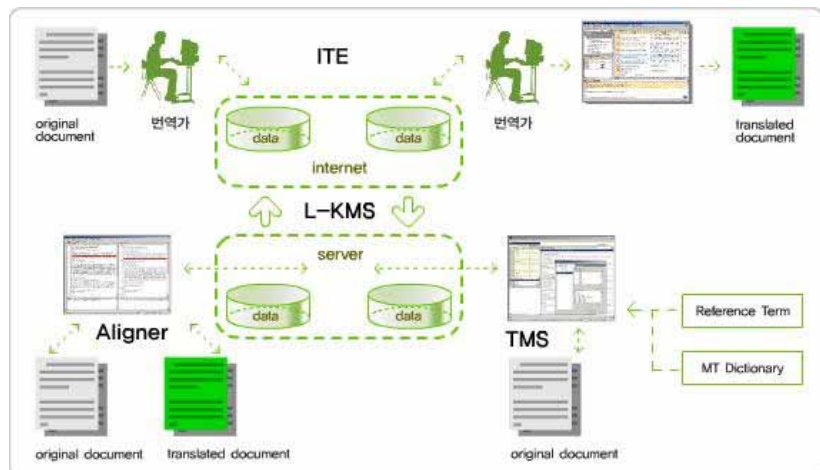 ITE
original
document
번역가
번역가
translated
document
data
data
internet
L-KMS
server
data
data
Aligner
TMS
Reference Term
MT Dictionary
original document
translated document
original document